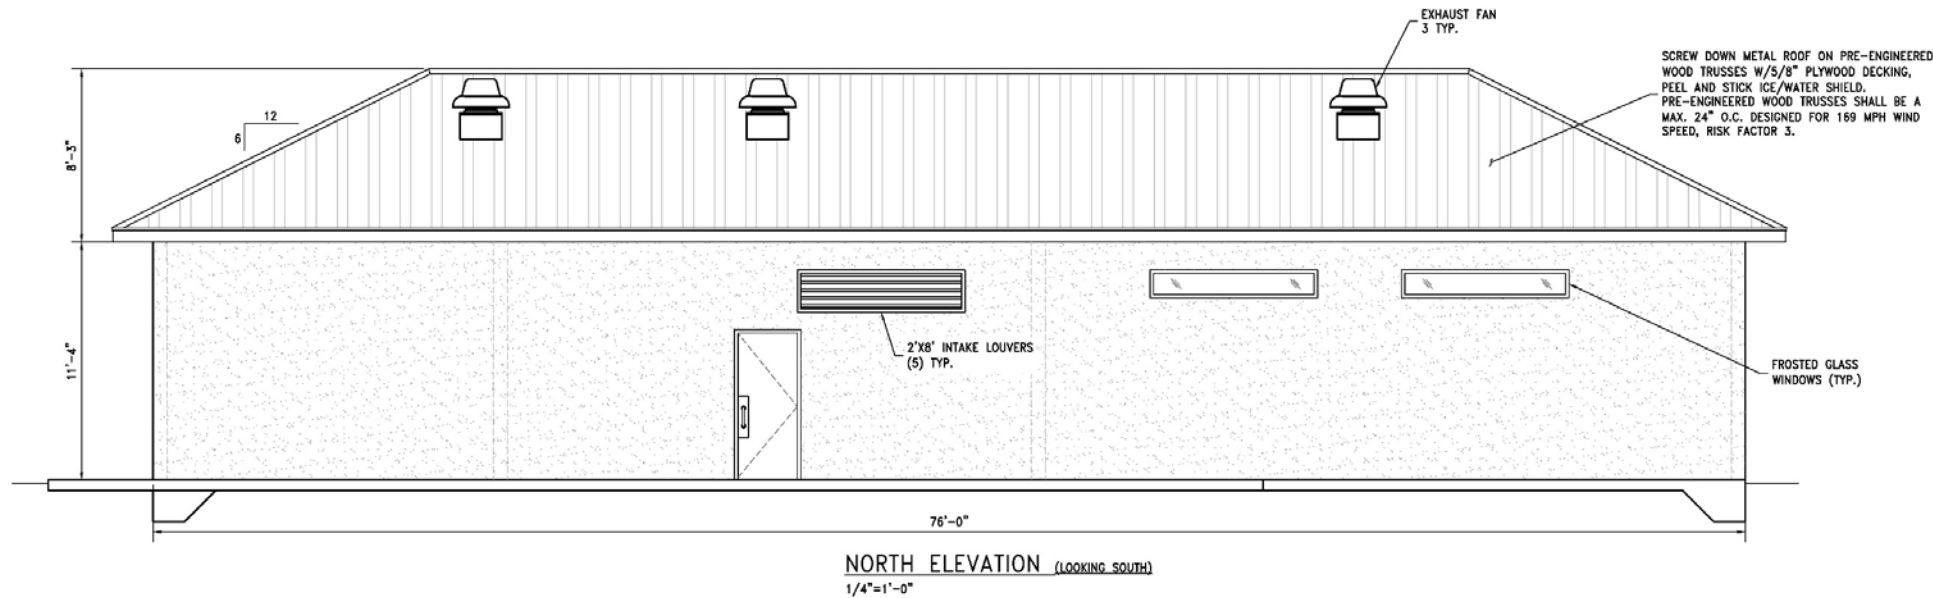 EXHAUST FAN
3 TYP.
SCREW DOWN METAL ROOF ON PRE-ENGINEERED
WOOD TRUSSES W/5/8" PLYWOOD DECKING,
PEEL AND STICK ICE/WATER SHIELD.
PRE-ENGINEERED WOOD TRUSSES SHALL BE A
MAX. 24" O.C. DESIGNED FOR 169 MPH WIND
SPEED, RISK FACTOR 3.
12
6
8'-3"
11'-4"
2'X8' INTAKE LOUVERS
(5) TYP.
FROSTED GLASS
WINDOWS (TYP.)
76'-0"
NORTH ELEVATION (LOOKING SOUTH)
1/4"=1'-0"